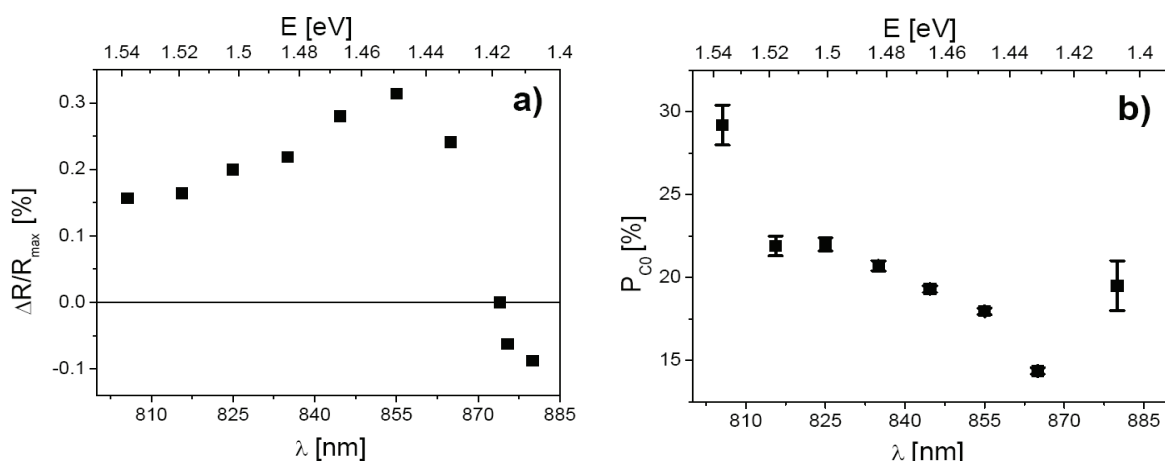 E [eV]
1.54 1.52 1.5 1.48 1.46 1.44 1.42 1.4
a)
0.3
0.2
0.1
0.0
-0.1
ΔR/R_max [%]
810 825 840 855 870 885
λ [nm]
E [eV]
1.54 1.52 1.5 1.48 1.46 1.44 1.42 1.4
b)
30
25
20
15
P_C0 [%]
810 825 840 855 870 885
λ [nm]